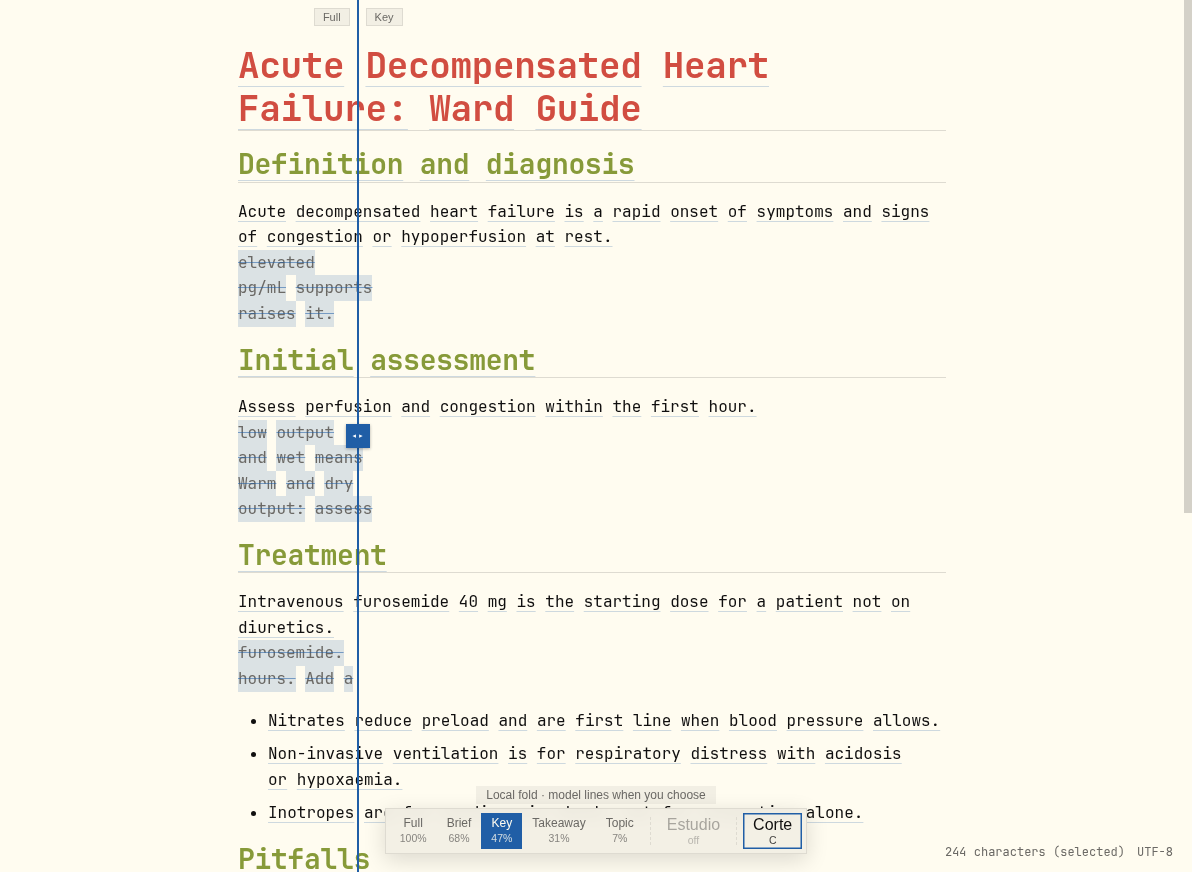 Full Key
Acute Decompensated Heart
Failure: Ward Guide
Definition and diagnosis
Acute decompensated heart failure is a rapid onset of symptoms and signs
of congestion or hypoperfusion at rest.
elevated
pg/mL supports
raises it.
Initial assessment
Assess perfusion and congestion within the first hour.
low output
and wet means
Warm and dry
output: assess
Treatment
Intravenous furosemide 40 mg is the starting dose for a patient not on
diuretics.
furosemide.
hours. Add a
• Nitrates reduce preload and are first line when blood pressure allows.
• Non-invasive ventilation is for respiratory distress with acidosis
or hypoxaemia.
Local fold · model lines when you choose
• Inotropes alone.
Full Brief Key Takeaway Topic Estudio Corte
100% 68% 47% 31% 7% off C
244 characters (selected) UTF-8
Pitfalls